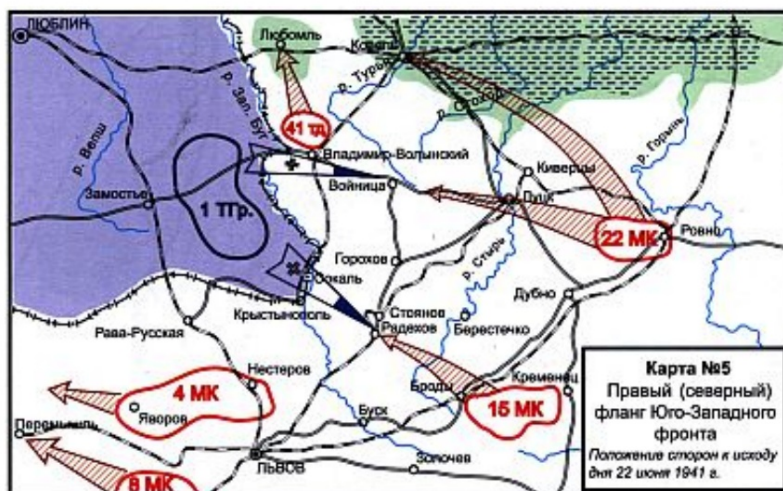 ЛЮБЛИН
Любомль
Ковель
р. Турья
р. Стоход
р. Зап. Буг
р. Вепш
41 тд
Владимир-Волынский
Киверцы
р. Горынь
Войница
Луцк
Замостье
1 ТГр.
22 МК
Ровно
Горохов
р. Стырь
Сокаль
Дубно
Крыстынополь
Стоянов
Радехов
Берестечко
Рава-Русская
Нестеров
4 МК
Яворов
Броды
Кременец
15 МК
Буск
Перемышль
ЛЬВОВ
Золочев
8 МК
Карта №5
Правый (северный)
фланг Юго-Западного
фронта
Положение сторон к исходу
дня 22 июня 1941 г.